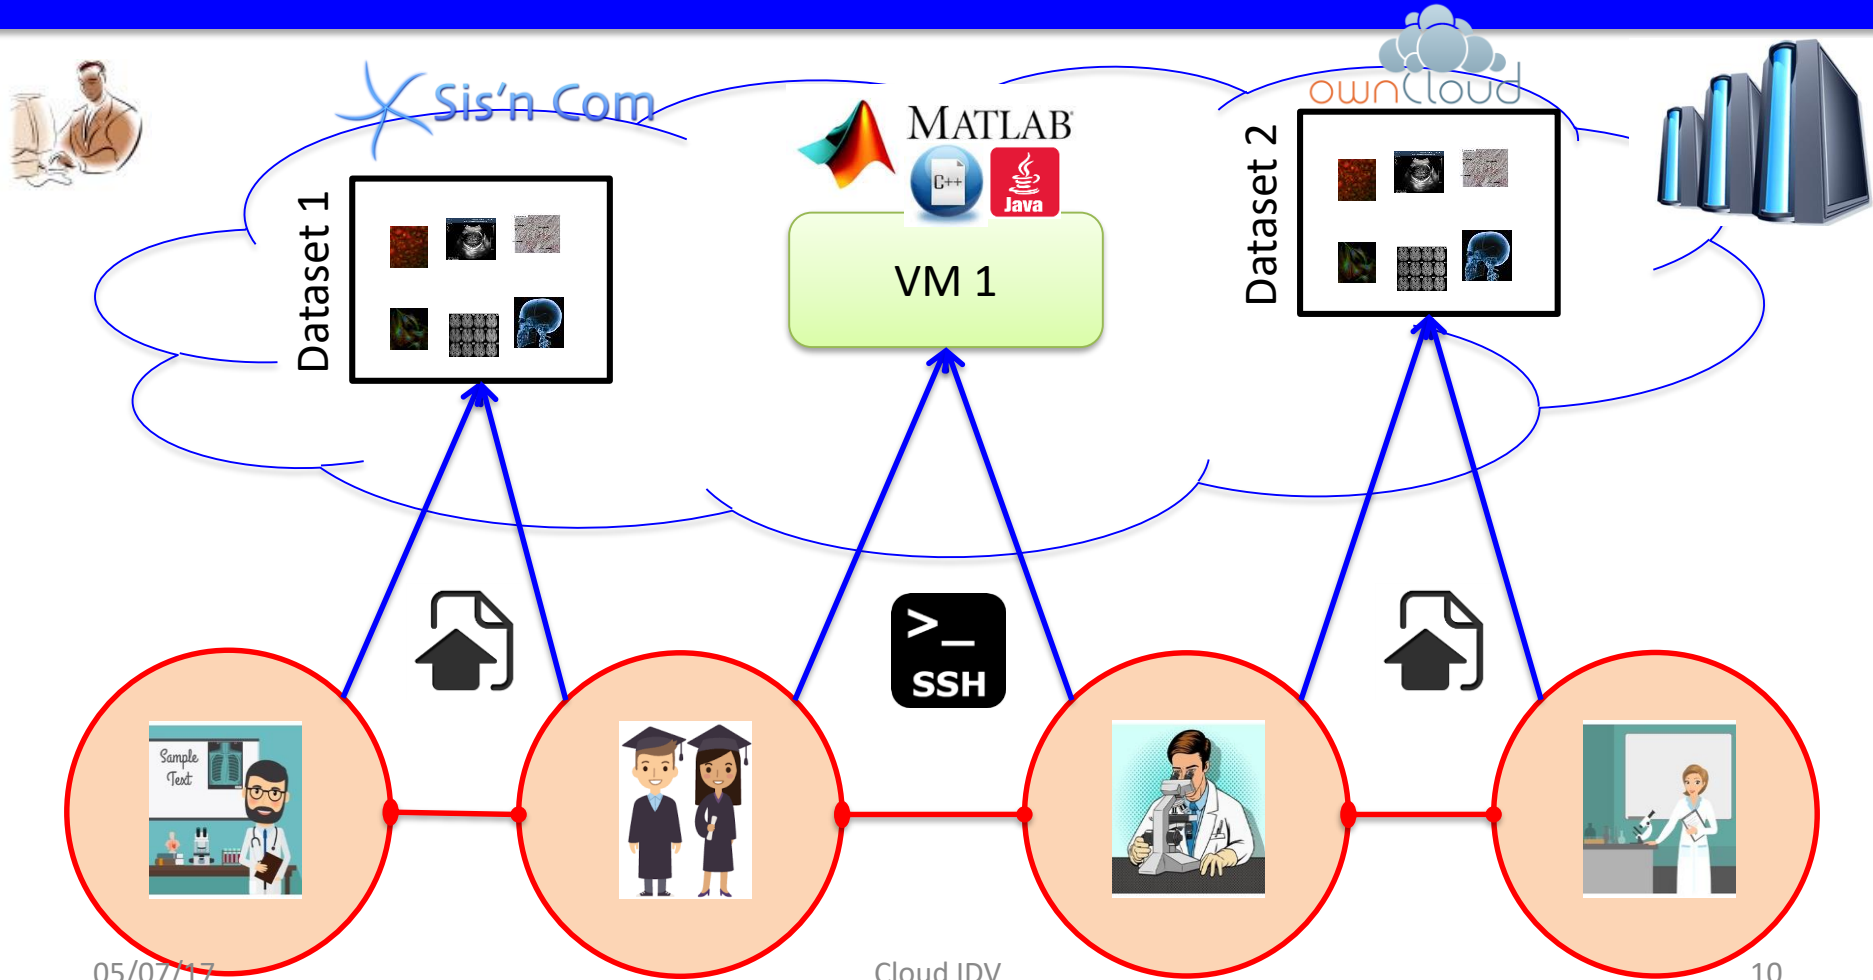 Sis'n Com
ownCloud
MATLAB
C++
Java
Dataset 1
VM 1
Dataset 2
>_
SSH
Sample
Text
05/07/17
Cloud IDV
10